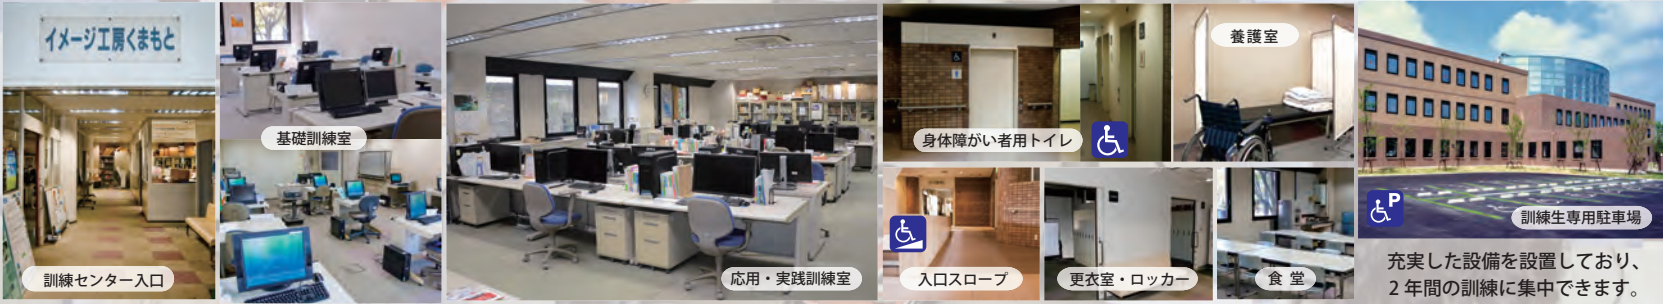 イメージ工房くまもと
訓練センター入口
基礎訓練室
応用・実践訓練室
身体障がい者用トイレ
養護室
入口スロープ
更衣室・ロッカー
食 堂
P
訓練生専用駐車場
充実した設備を設置しており、
2 年間の訓練に集中できます。